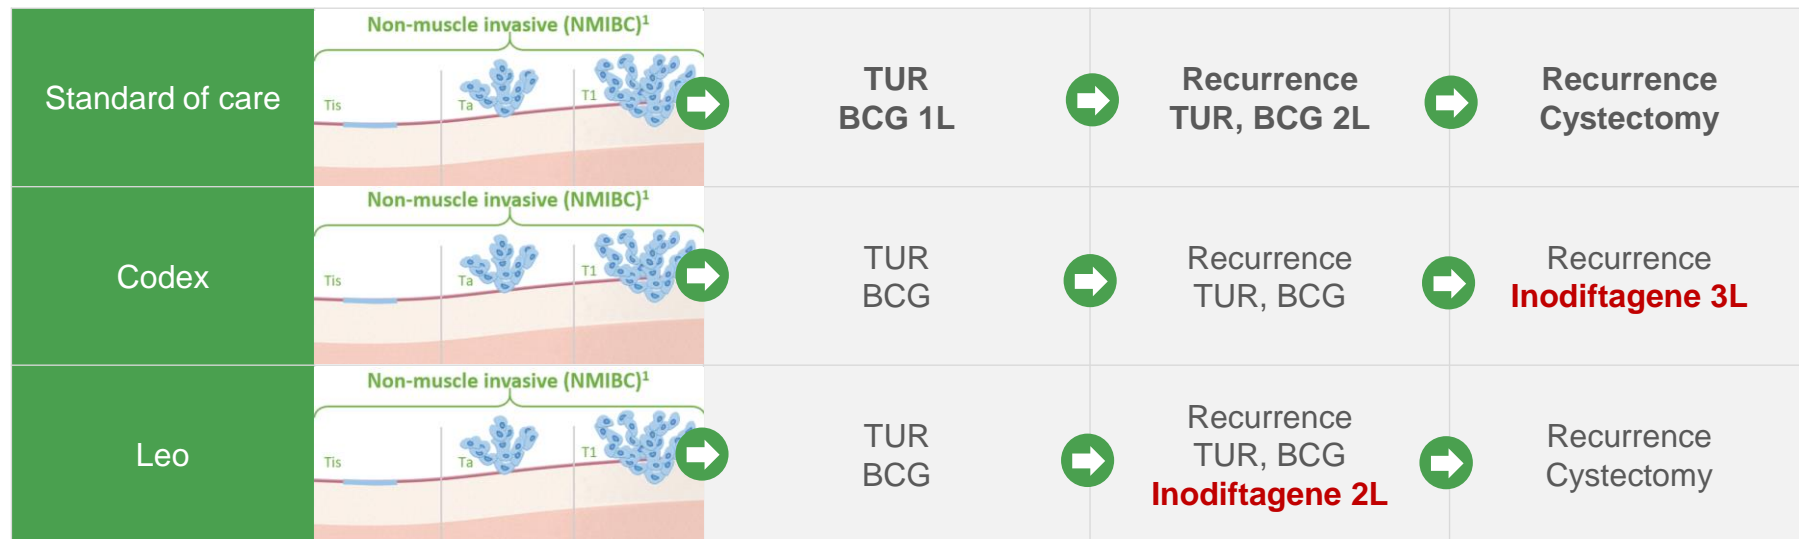 Standard of care
Non-muscle invasive (NMIBC)¹
Tis
Ta
T1
TUR
BCG 1L
Recurrence
TUR, BCG 2L
Recurrence
Cystectomy
Codex
Non-muscle invasive (NMIBC)¹
Tis
Ta
T1
TUR
BCG
Recurrence
TUR, BCG
Recurrence
Inodiftagene 3L
Leo
Non-muscle invasive (NMIBC)¹
Tis
Ta
T1
TUR
BCG
Recurrence
TUR, BCG
Inodiftagene 2L
Recurrence
Cystectomy